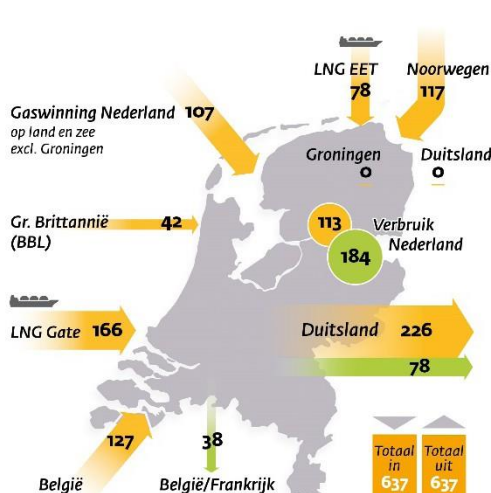 LNG EET
78
Noorwegen
117
Gaswinning Nederland 107
op land en zee
excl. Groningen
Groningen
0
Duitsland
0
Gr. Brittannië 42
(BBL)
113
Verbruik
Nederland
184
LNG Gate 166
Duitsland 226
78
127
België
38
België/Frankrijk
Totaal
in
637
Totaal
uit
637